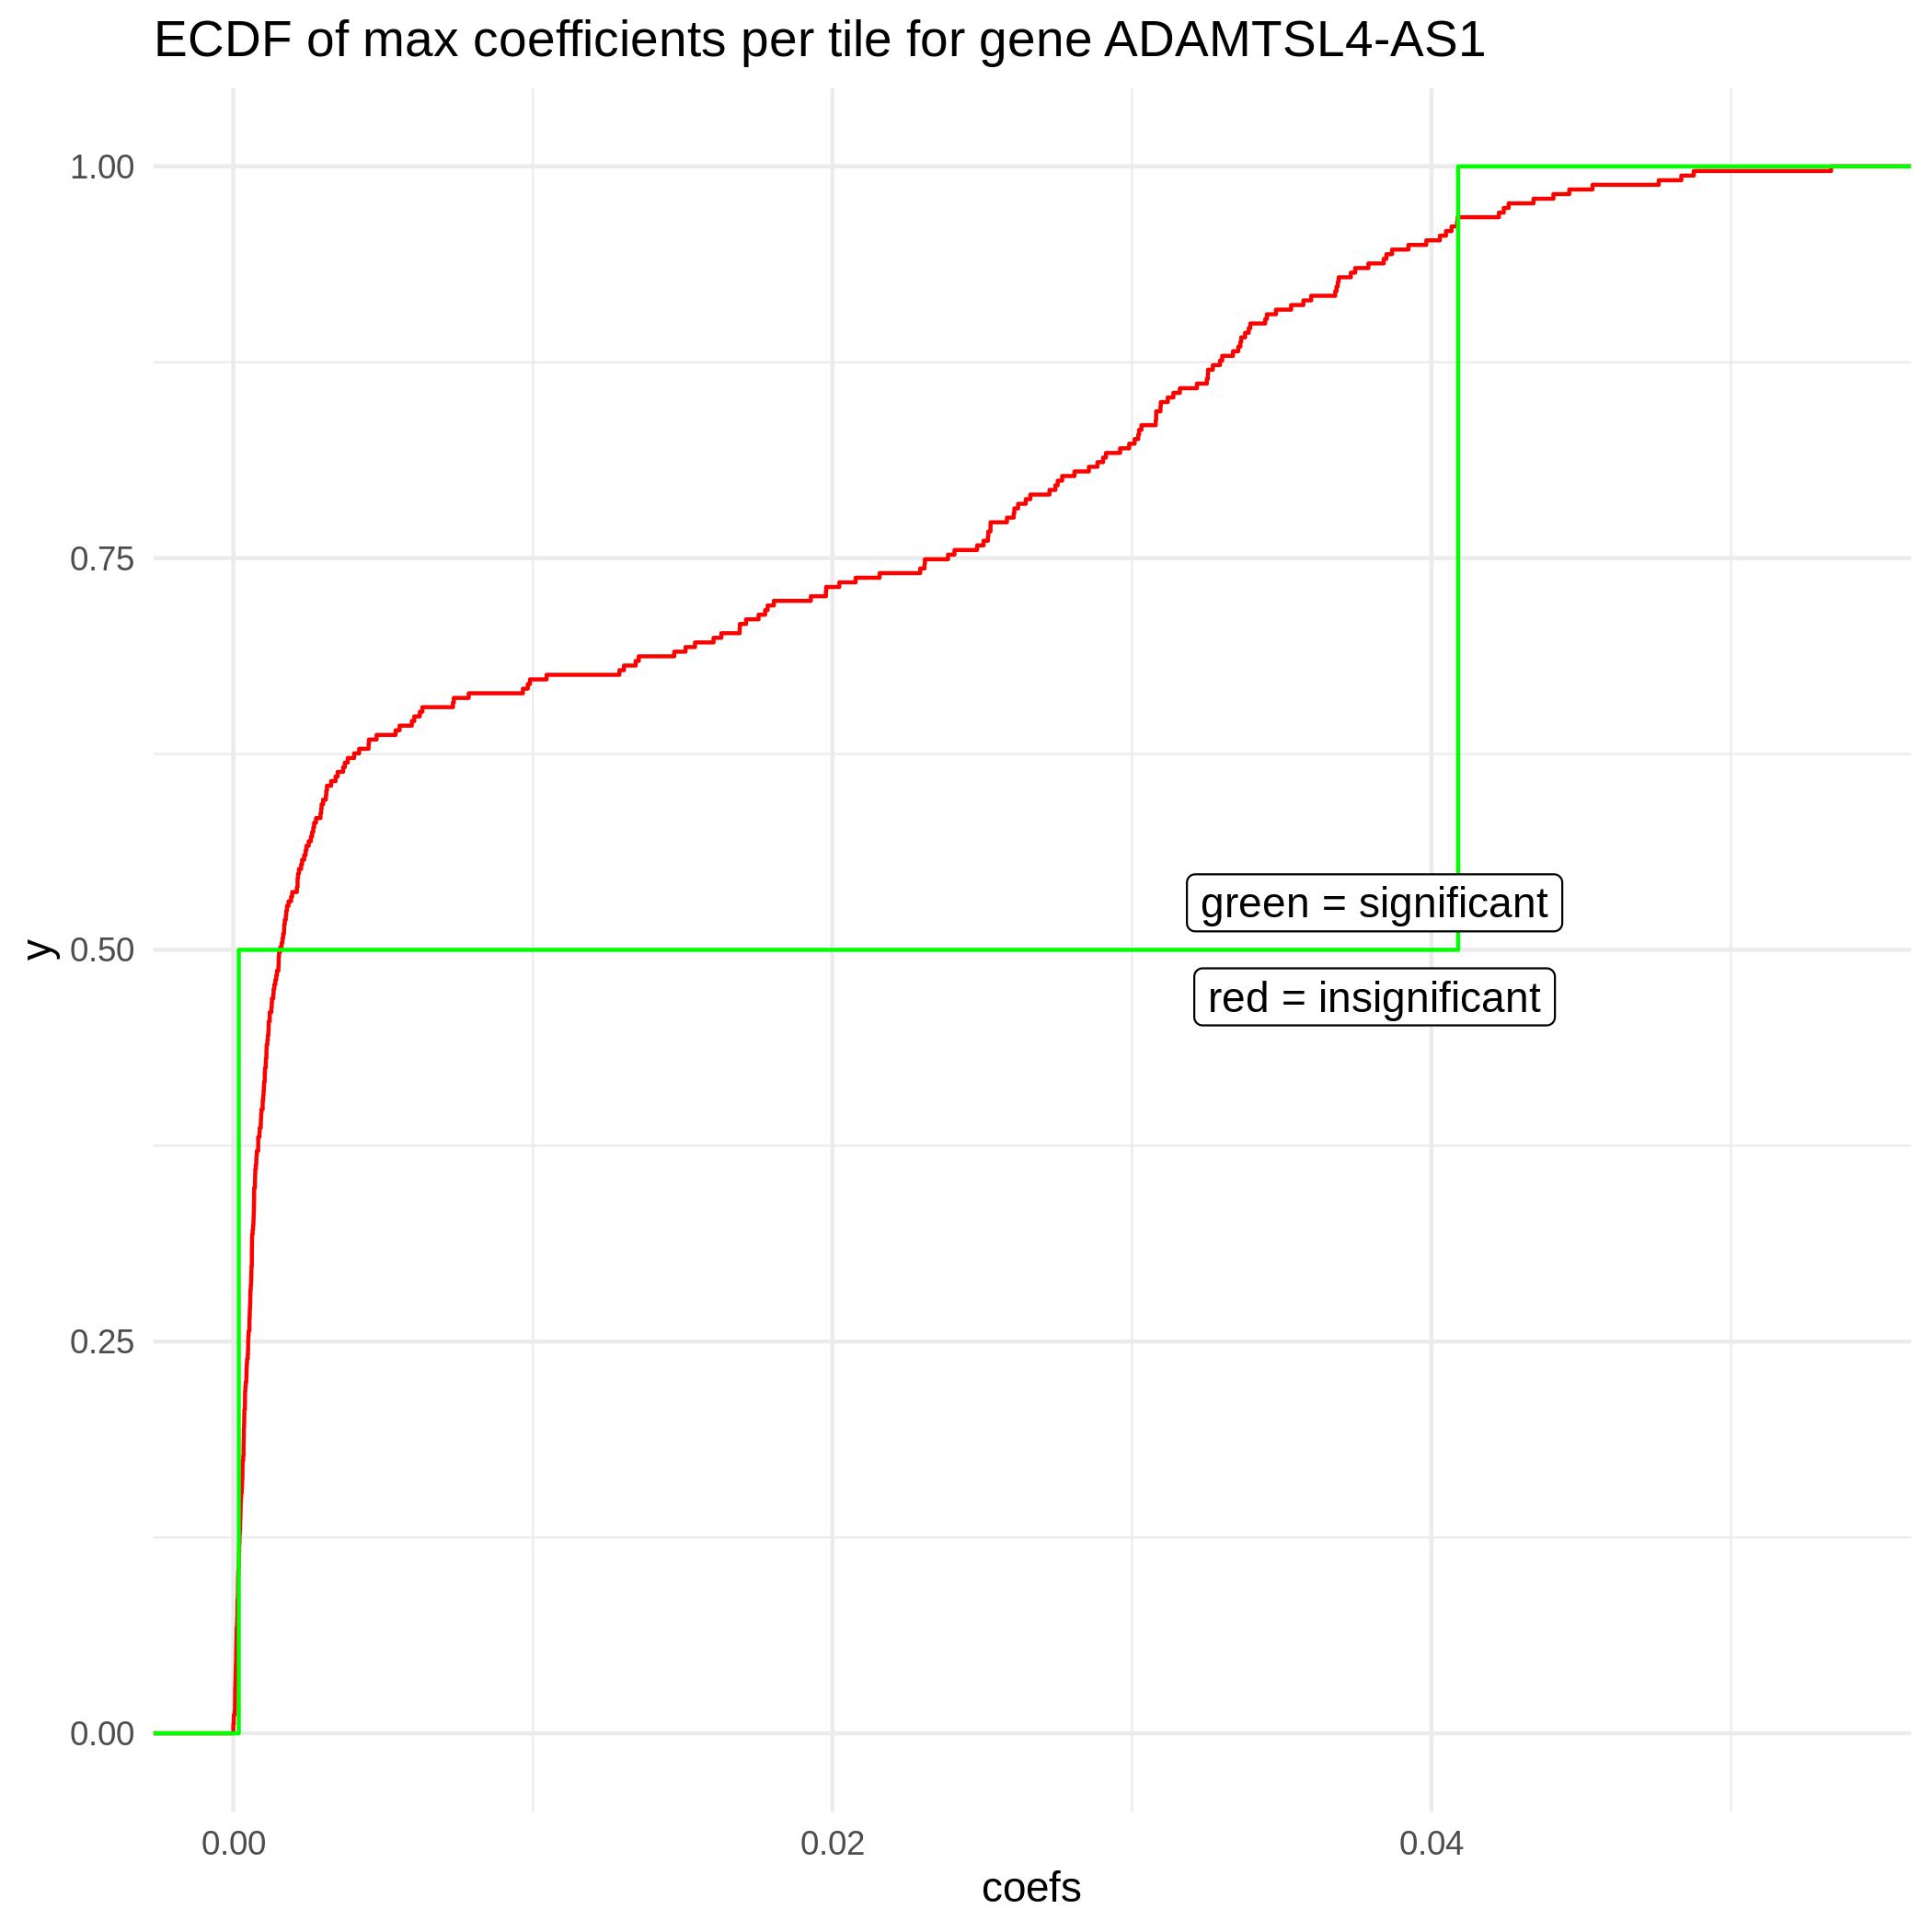 ECDF of max coefficients per tile for gene ADAMTSL4-AS1
1.00
0.75
0.50
0.25
0.00
y
green = significant
red = insignificant
0.00 0.02 0.04
coefs